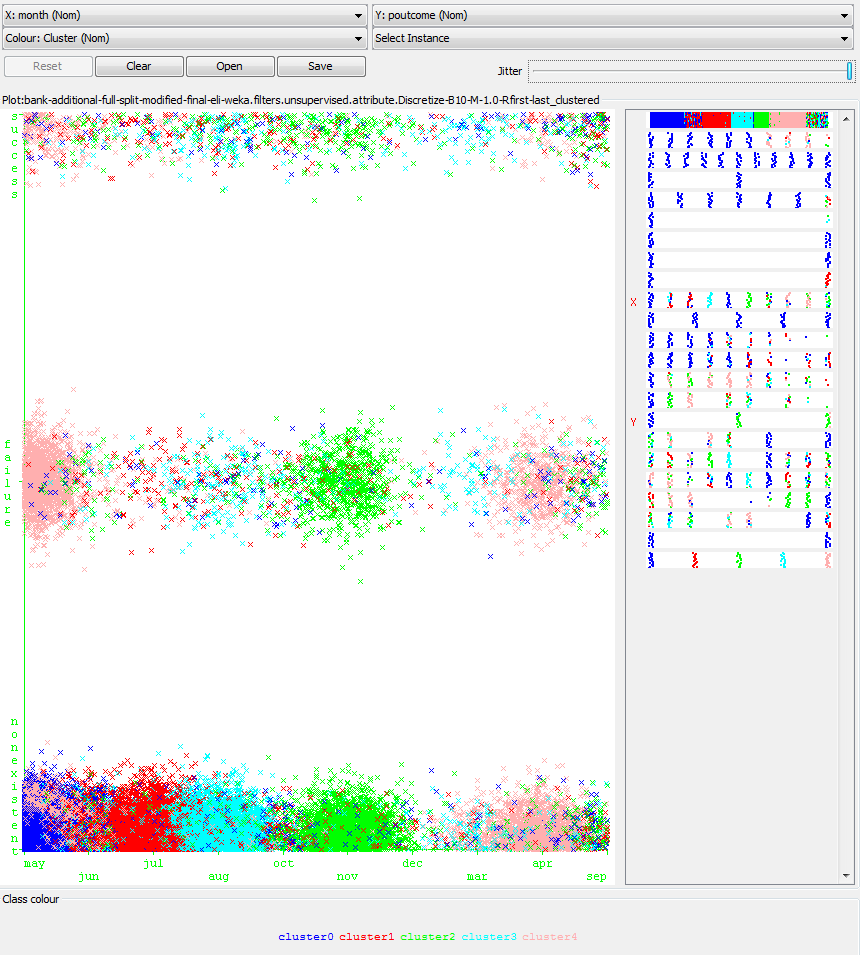 X: month (Nom)
Y: poutcome (Nom)
Colour: Cluster (Nom)
Select Instance
Reset
Clear
Open
Save
Jitter
Plot:bank-additional-full-split-modified-final-eli-weka.filters.unsupervised.attribute.Discretize-B10-M-1.0-Rfirst-last_clustered
success
failure
nonexistent
X
Y
may
jun
jul
aug
oct
nov
dec
mar
apr
sep
Class colour
cluster0 cluster1 cluster2 cluster3 cluster4